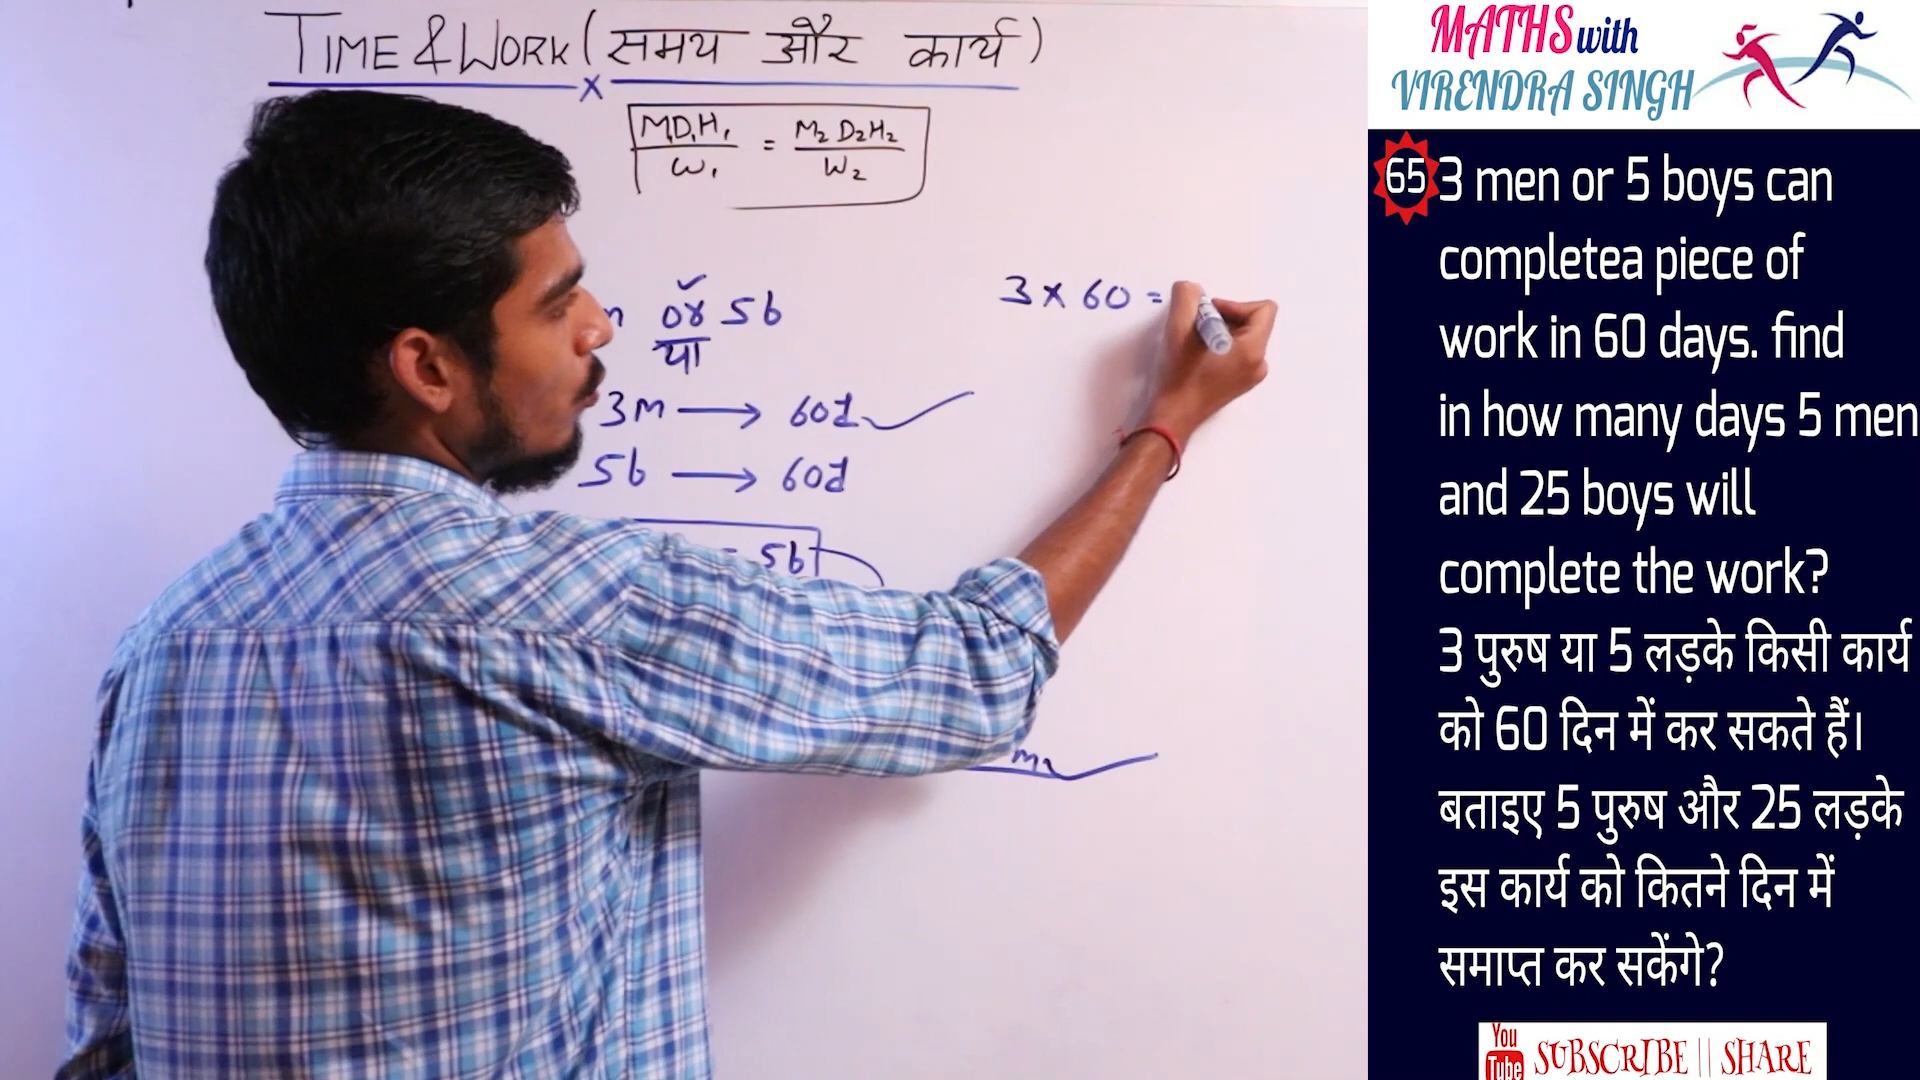 TIME & WORK (समय और कार्य)
x
M₁D₁H₁ / W₁ = M₂ D₂ H₂ / W₂
or 5b
या
3m → 60d
5b → 60d
= 5b
3 x 60 =
MATHS with
VIRENDRA SINGH
65 3 men or 5 boys can
completea piece of
work in 60 days. find
in how many days 5 men
and 25 boys will
complete the work?
3 पुरुष या 5 लड़के किसी कार्य
को 60 दिन में कर सकते हैं।
बताइए 5 पुरुष और 25 लड़के
इस कार्य को कितने दिन में
समाप्त कर सकेंगे?
You Tube SUBSCRIBE || SHARE